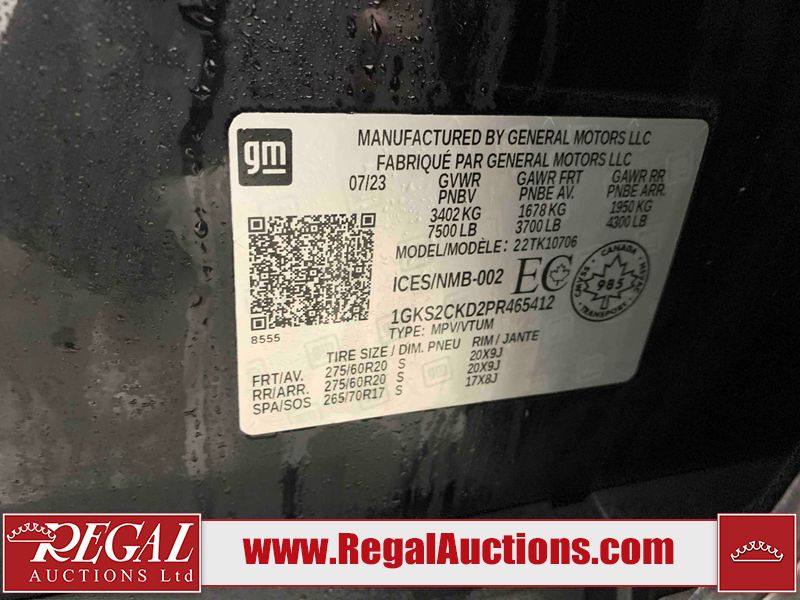 gm
MANUFACTURED BY GENERAL MOTORS LLC
FABRIQUÉ PAR GENERAL MOTORS LLC
07/23 GVWR GAWR FRT GAWR RR
PNBV PNBE AV. PNBE ARR.
3402 KG 1678 KG 1950 KG
7500 LB 3700 LB 4300 LB
MODEL/MODÈLE: 22TK10706
ICES/NMB-002 EC
CANADA
985
TRANSPORT
1GKS2CKD2PR465412
TYPE: MPV/VTUM
8555
TIRE SIZE / DIM. PNEU RIM / JANTE
FRT/AV. 275/60R20 S 20X9J
RR/ARR. 275/60R20 S 20X9J
SPA/SOS 265/70R17 S 17X8J
REGAL
AUCTIONS Ltd
www.RegalAuctions.com